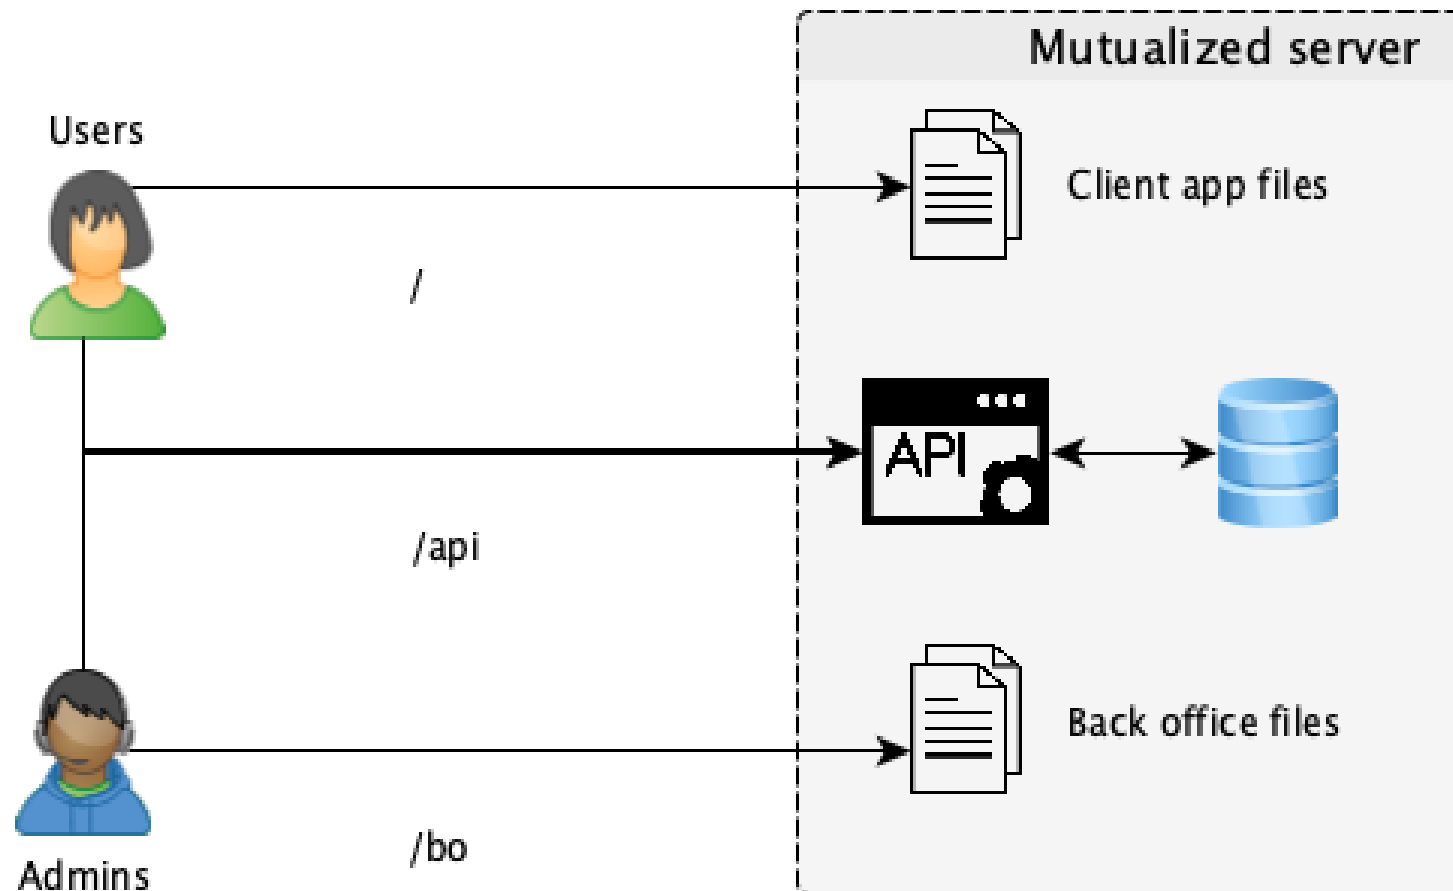 Mutualized server
Users
Client app files
/
API
/api
Back office files
/bo
Admins